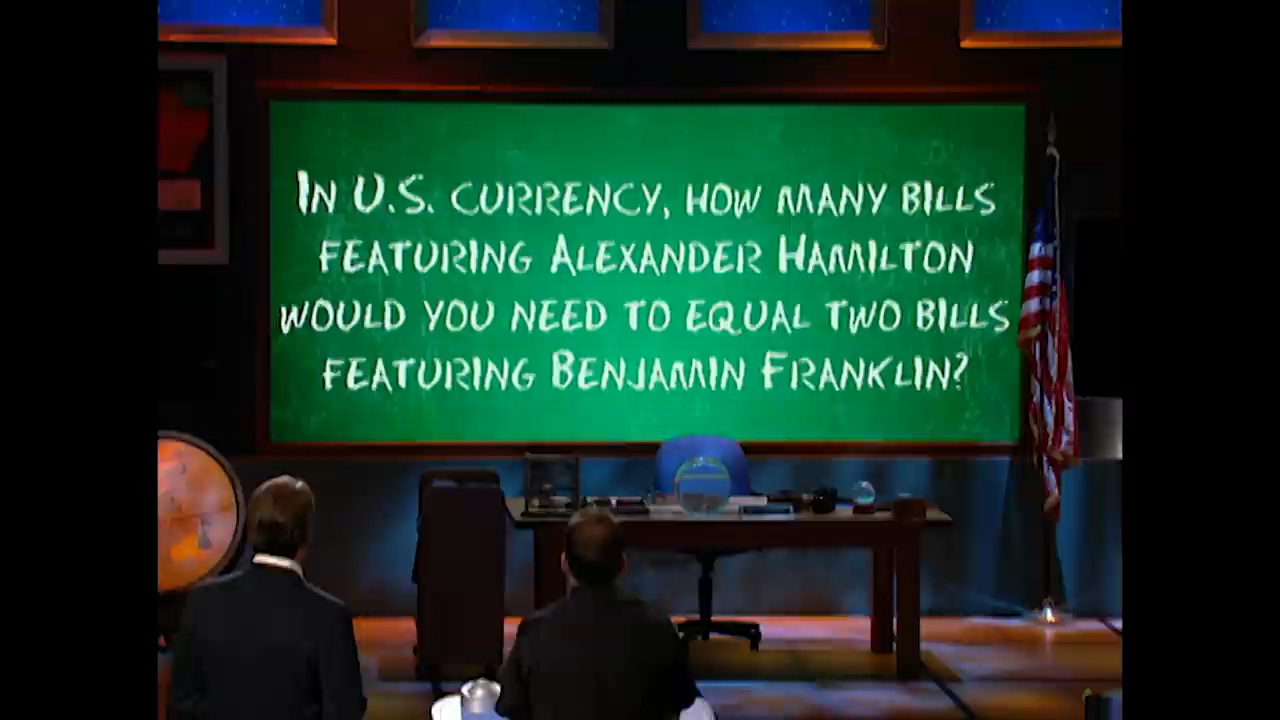 In U.S. currency, how many bills
featuring Alexander Hamilton
would you need to equal two bills
featuring Benjamin Franklin?